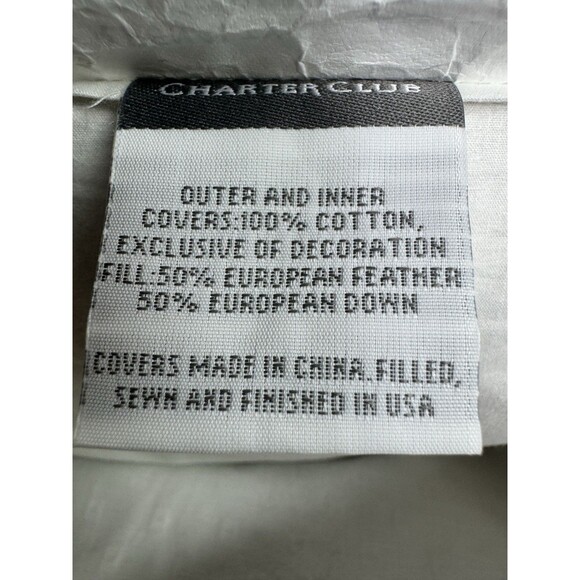 CHARTER CLUB
OUTER AND INNER
COVERS:100% COTTON,
EXCLUSIVE OF DECORATION
FILL:50% EUROPEAN FEATHER
50% EUROPEAN DOWN
COVERS MADE IN CHINA.FILLED,
SEWN AND FINISHED IN USA